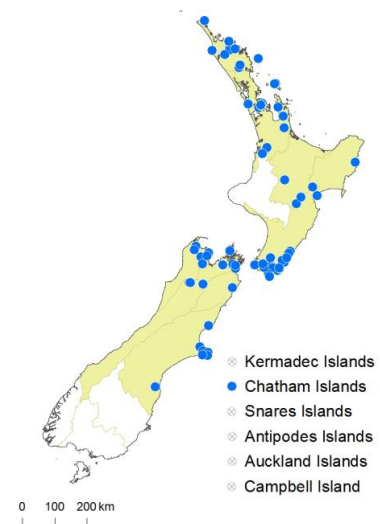 Kermadec Islands
Chatham Islands
Snares Islands
Antipodes Islands
Auckland Islands
Campbell Island
0 100 200 km